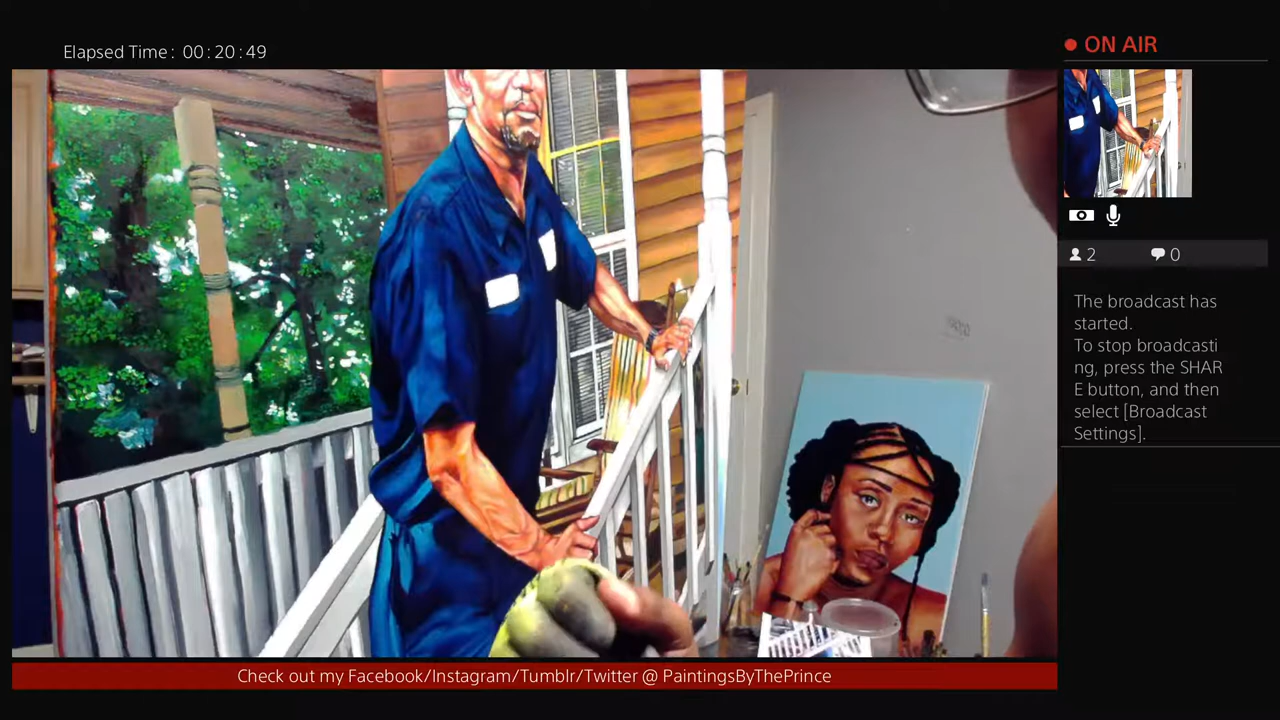 Elapsed Time: 00:20:49
ON AIR
2
0
The broadcast has
started.
To stop broadcasti
ng, press the SHAR
E button, and then
select [Broadcast
Settings].
Check out my Facebook/Instagram/Tumblr/Twitter @ PaintingsByThePrince